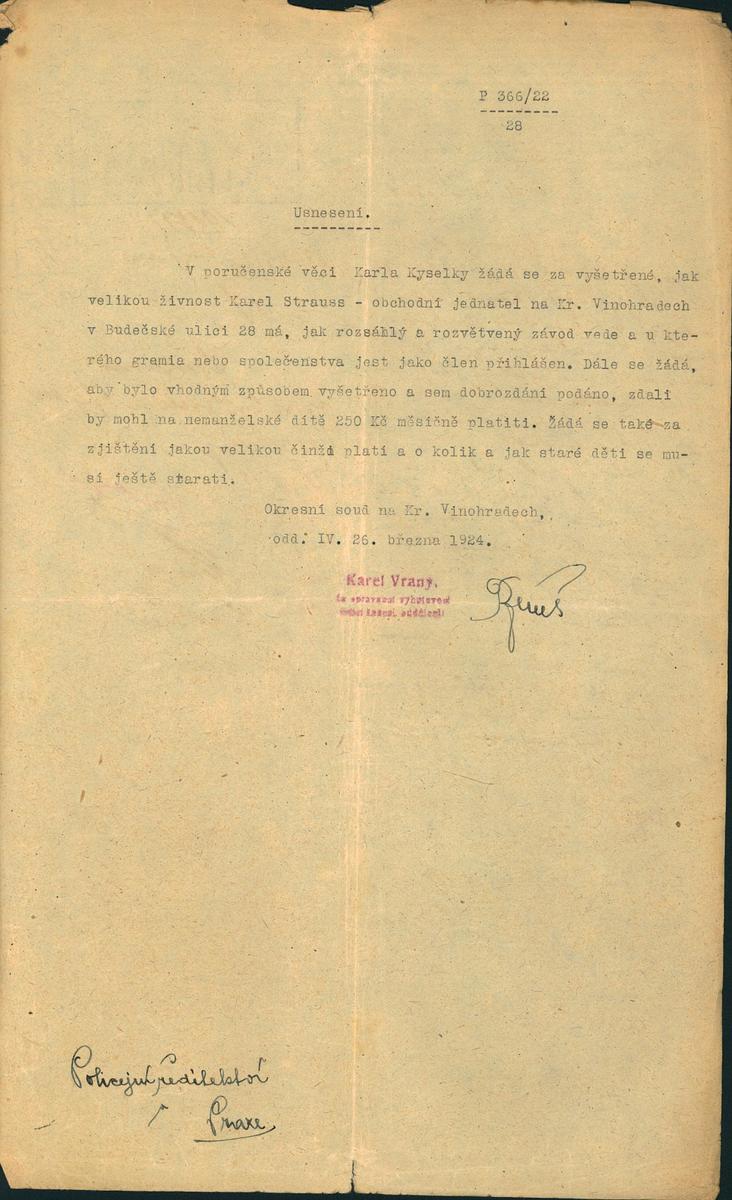 P 366/22
28
Usnesení.
V poručenské věci Karla Kyselky žádá se za vyšetřené, jak
velikou živnost Karel Strauss - obchodní jednatel na Kr. Vinohradech
v Budečské ulici 28 má, jak rozsáhlý a rozvětvený závod vede a u kte-
rého gramia nebo společenstva jest jako člen přihlášen. Dále se žádá,
aby bylo vhodným způsobem vyšetřeno a sem dobrozdání podáno, zdali
by mohl na nemanželské dítě 250 Kč měsíčně platiti. Žádá se také za
zjištění jakou velikou činži platí a o kolik a jak staré děti se mu-
sí ještě starati.
Okresní soud na Kr. Vinohradech,
odd. IV. 26. března 1924.
Karel Vraný,
za správnost vyhotovení
Policejní ředitelství
v Praze